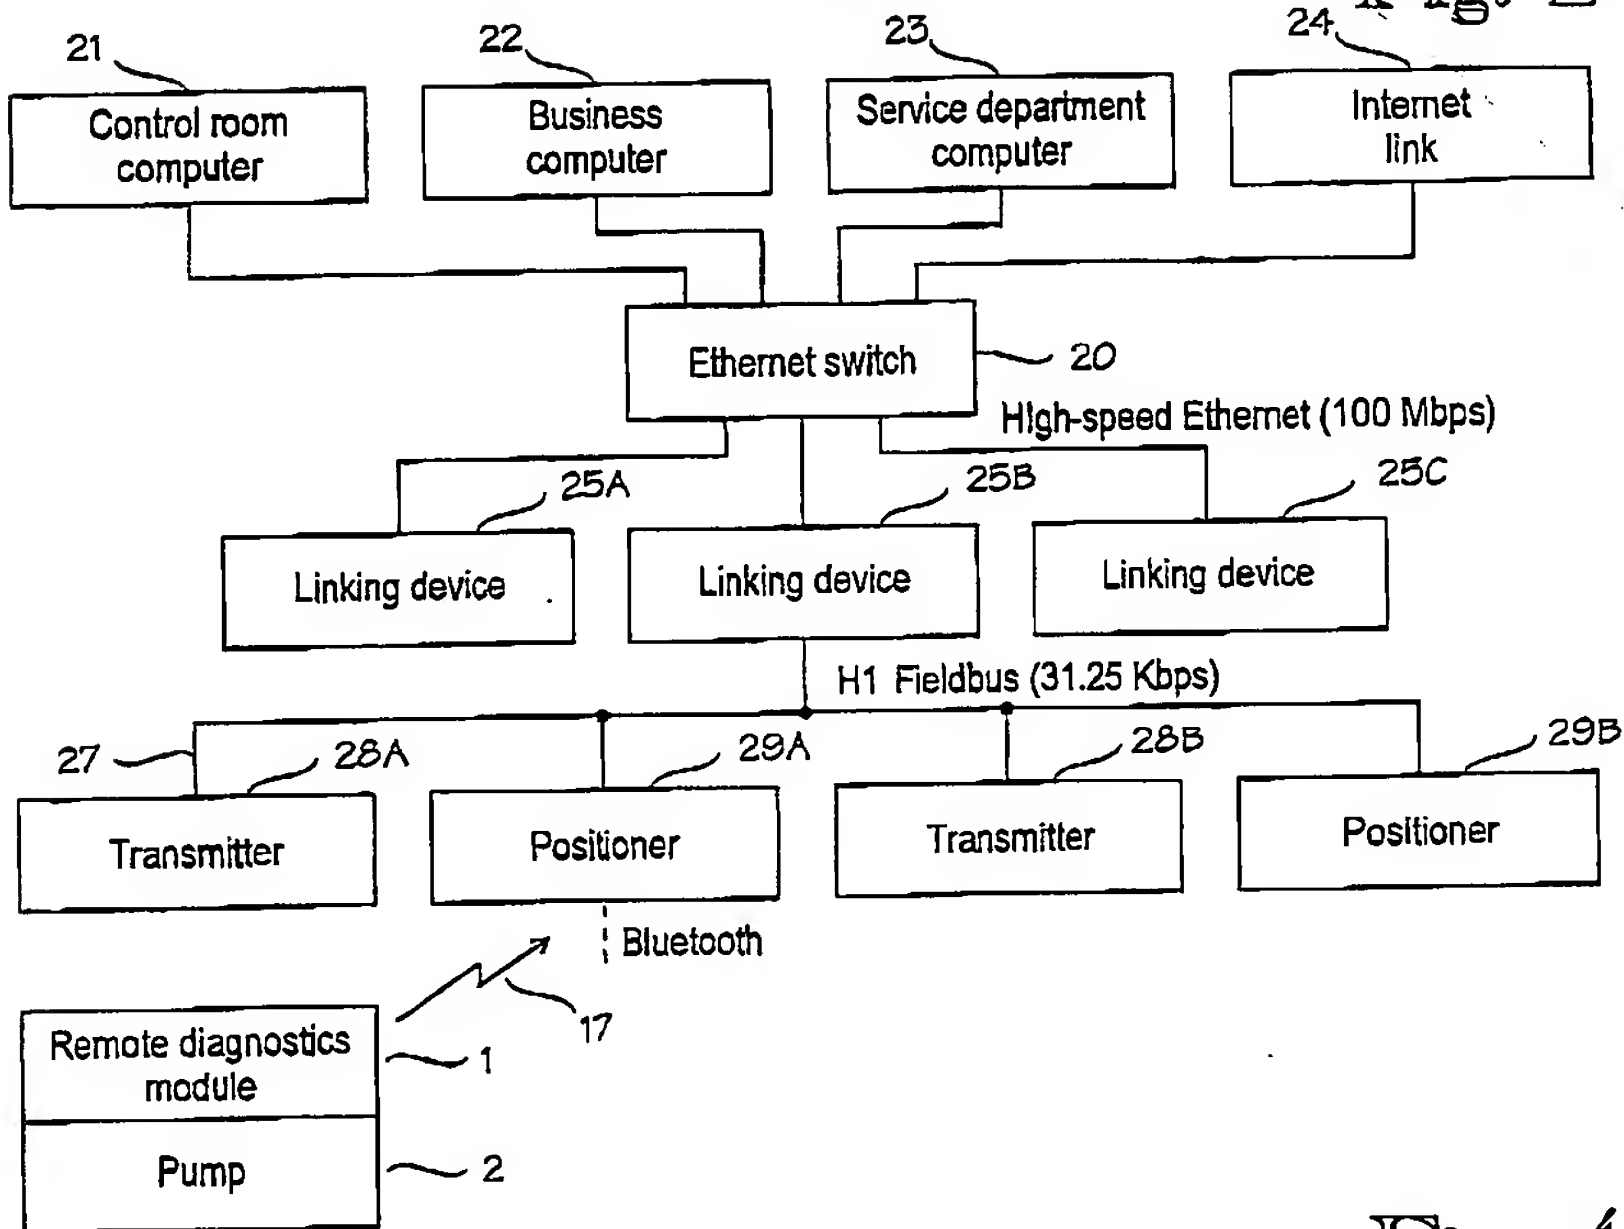 21
22
23
24
Control room
computer
Business
computer
Service department
computer
Internet
link
Ethernet switch
20
High-speed Ethernet (100 Mbps)
25A
25B
25C
Linking device
Linking device
Linking device
H1 Fieldbus (31.25 Kbps)
27
28A
29A
28B
29B
Transmitter
Positioner
Transmitter
Positioner
Bluetooth
17
Remote diagnostics
module
1
Pump
2